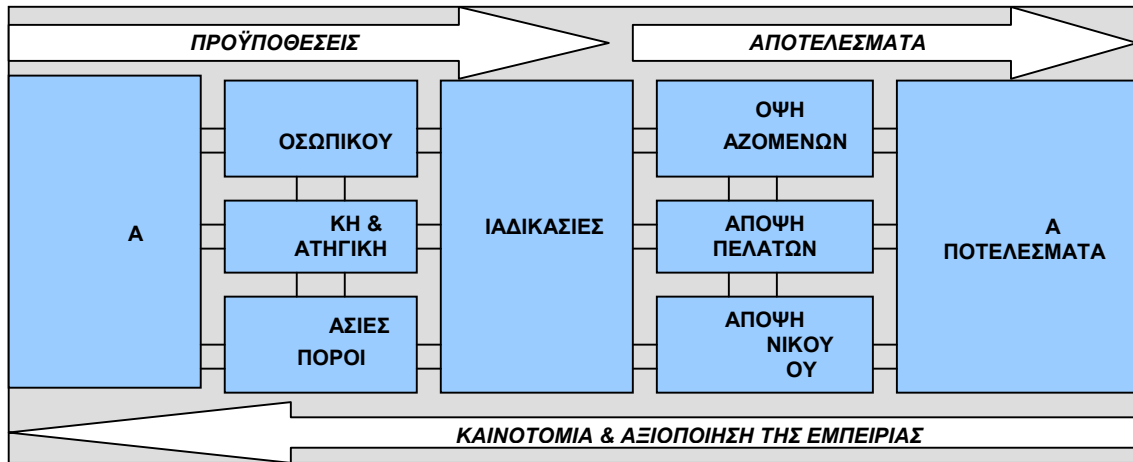 ΠΡΟΫΠΟΘΕΣΕΙΣ
ΑΠΟΤΕΛΕΣΜΑΤΑ
Α
ΟΣΩΠΙΚΟΥ
ΚΗ &
ΑΤΗΓΙΚΗ
ΑΣΙΕΣ
ΠΟΡΟΙ
ΙΑΔΙΚΑΣΙΕΣ
ΟΨΗ
ΑΖΟΜΕΝΩΝ
ΑΠΟΨΗ
ΠΕΛΑΤΩΝ
ΑΠΟΨΗ
ΝΙΚΟΥ
ΟΥ
Α
ΠΟΤΕΛΕΣΜΑΤΑ
ΚΑΙΝΟΤΟΜΙΑ & ΑΞΙΟΠΟΙΗΣΗ ΤΗΣ ΕΜΠΕΙΡΙΑΣ